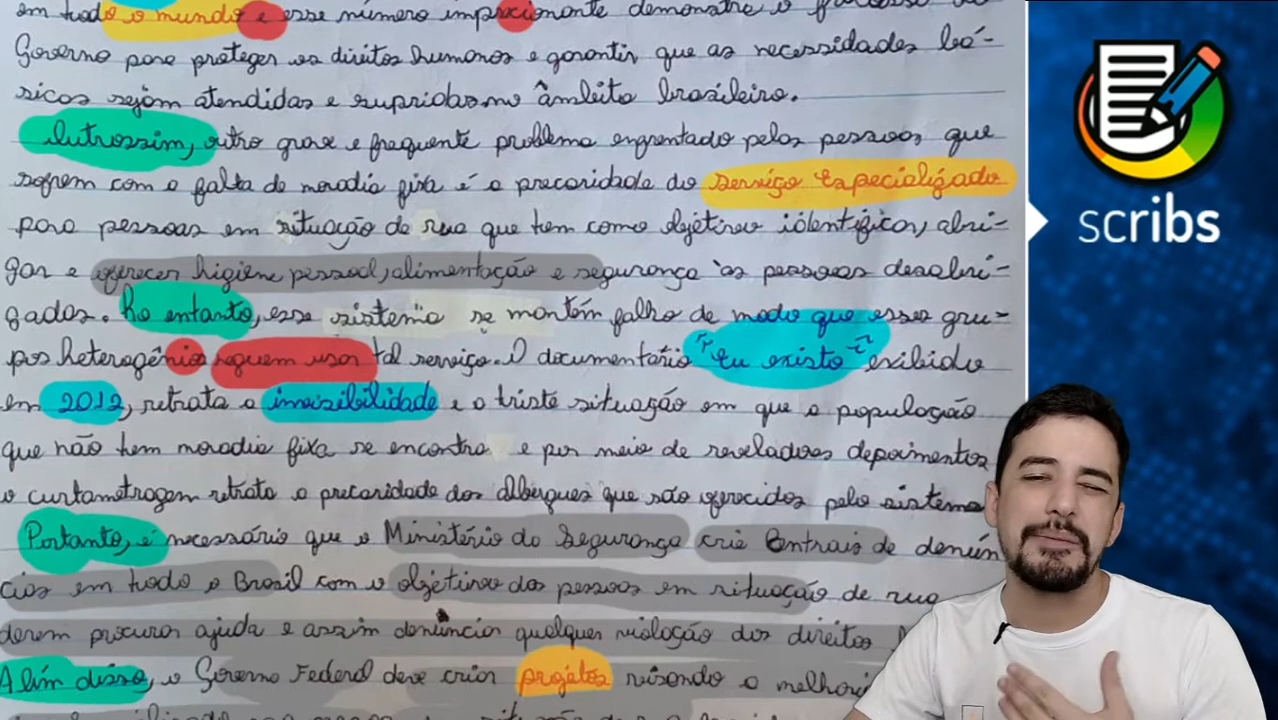 em todo o mundo e esse número imprecionante demonstra o
Governo para proteger os direitos humanos e garantir que as necessidades bá-
sicas sejam atendidas e supridas no âmbito brasileiro.
Outrossim, outro grave e frequente problema enfrentado pelas pessoas que
sofrem com a falta de moradia fixa é a precaridade do serviço Especializado
para pessoas em situação de rua que tem como objetivo identificar, abri-
gar e oferecer higiene pessoal, alimentação e segurança às pessoas desabri-
gadas. No entanto, esse sistema se mantém falho de modo que esses gru-
pos heterogênios seguem usar tal serviço. O documentário "Eu existo" exibido
em 2012, retrata a invisibilidade e a triste situação em que a população
que não tem moradia fixa se encontra e por meio de reveladores depoimentos
o curtametragem retrata a precaridade dos albergues que são oferecidos pelo sistema
Portanto, é necessário que o Ministério da Segurança crie Centrais de denún
cias em todo o Brasil com o objetivo das pessoas em situação de rua
derem procurar ajuda e assim denúnciar qualquer violação dos direitos
Além disso, o Governo Federal deve criar projétos visando a melhori
scribs